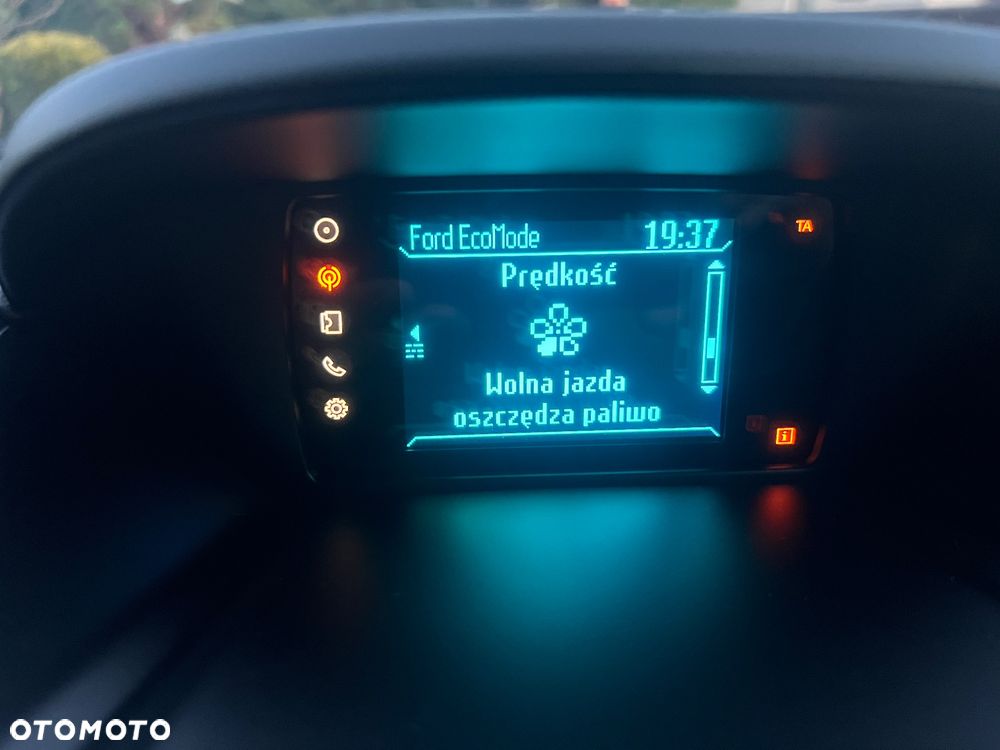 Ford EcoMode 19:37
TA
Prędkość
Wolna jazda
oszczędza paliwo
i
OTOMOTO